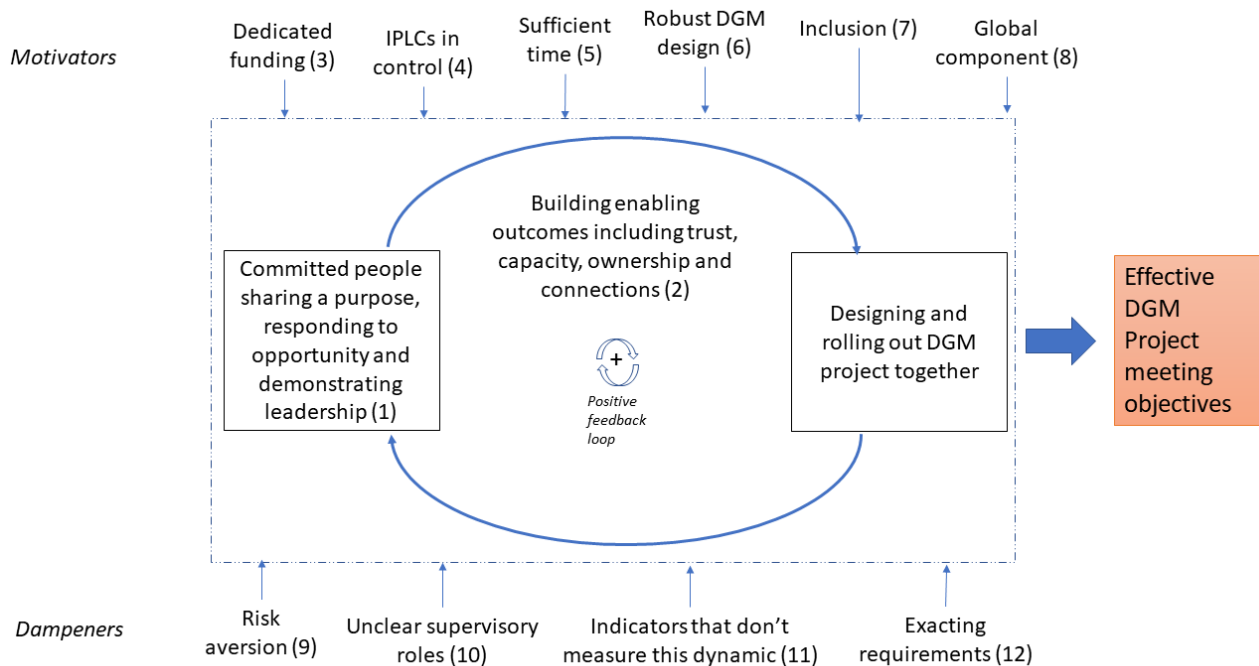 Motivators
Dedicated
funding (3)
IPLCs in
control (4)
Sufficient
time (5)
Robust DGM
design (6)
Inclusion (7)
Global
component (8)
Building enabling
outcomes including trust,
capacity, ownership and
connections (2)
Committed people
sharing a purpose,
responding to
opportunity and
demonstrating
leadership (1)
+
Positive
feedback
loop
Designing and
rolling out DGM
project together
Effective
DGM
Project
meeting
objectives
Dampeners
Risk
aversion (9)
Unclear supervisory
roles (10)
Indicators that don't
measure this dynamic (11)
Exacting
requirements (12)